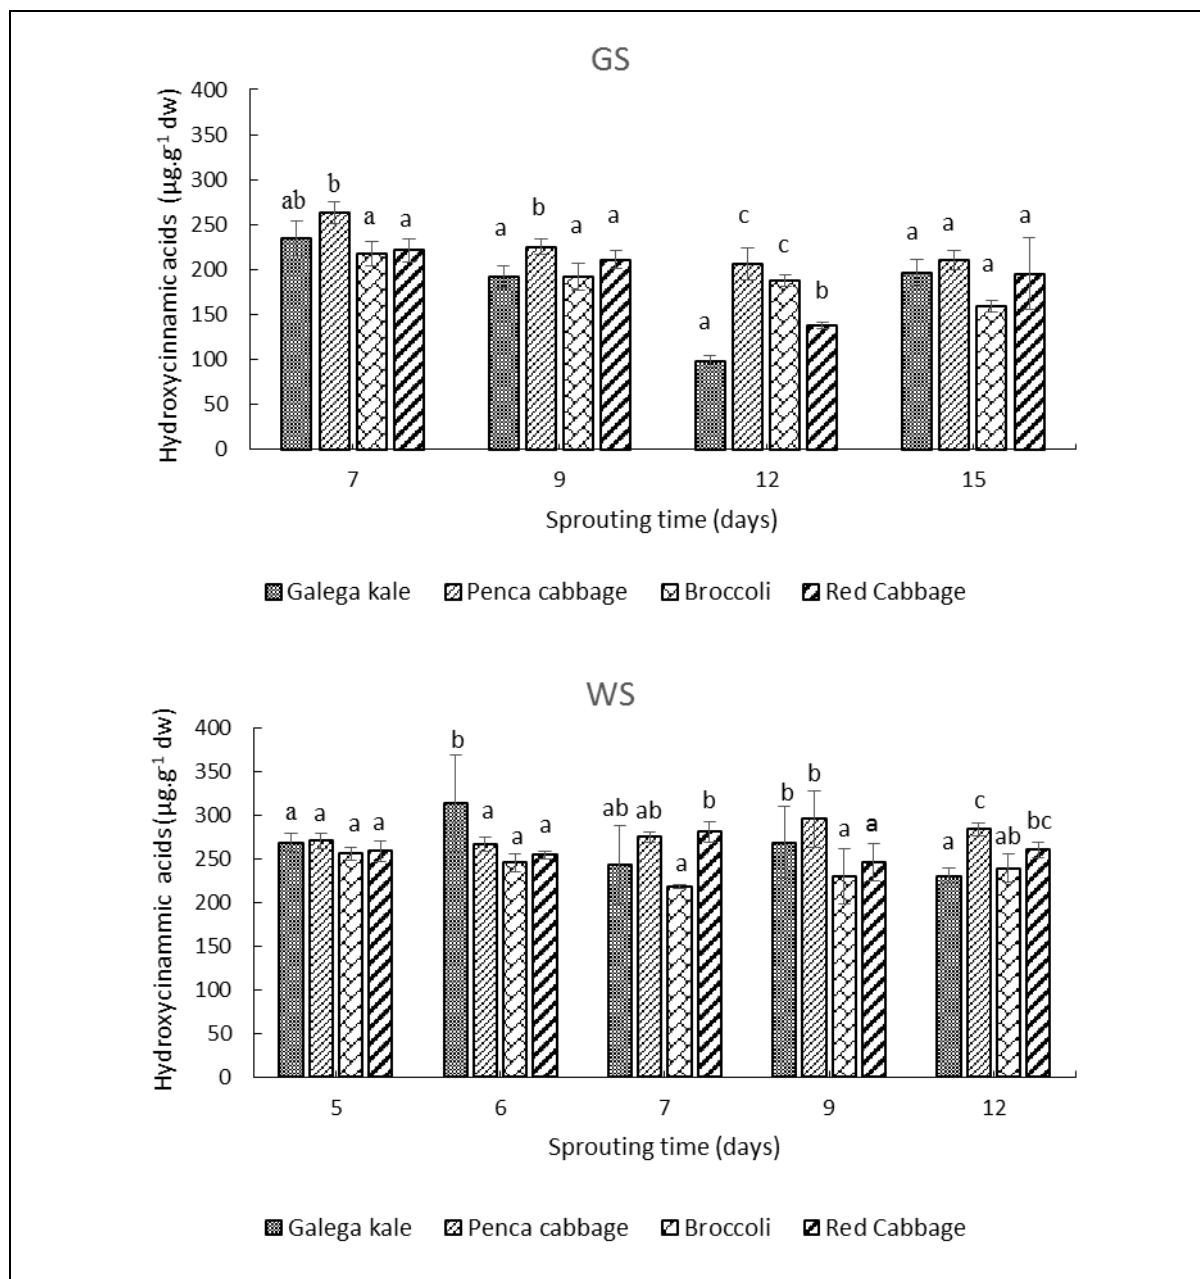 GS
Hydroxycinnamic acids (µg.g⁻¹ dw)
400
350
300
250
200
150
100
50
0
ab b a a
a b a a
a c c b
a a a a
7 9 12 15
Sprouting time (days)
Galega kale Penca cabbage Broccoli Red Cabbage
WS
Hydroxycinammic acids(µg.g⁻¹ dw)
400
350
300
250
200
150
100
50
0
a a a a
b a a a
ab ab a b
b b a a
a c ab bc
5 6 7 9 12
Sprouting time (days)
Galega kale Penca cabbage Broccoli Red Cabbage